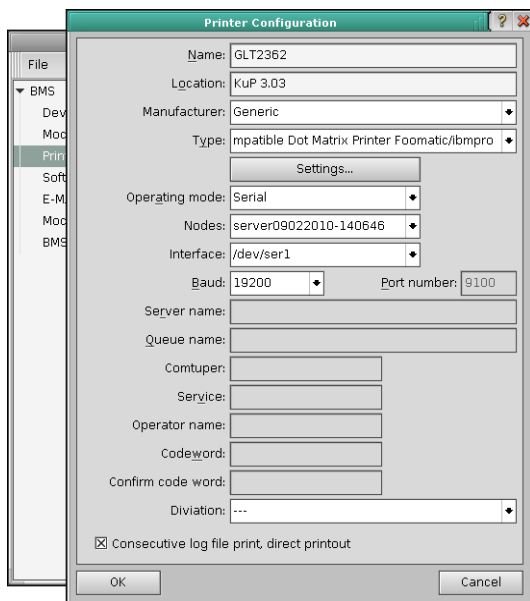 Printer Configuration
File
BMS
Dev
Moc
Prin
Soft
E-M
Moc
BMS
Name: GLT2362
Location: KuP 3.03
Manufacturer: Generic
Type: mpatible Dot Matrix Printer Foomatic/ibmpro
Settings...
Operating mode: Serial
Nodes: server09022010-140646
Interface: /dev/ser1
Baud: 19200 Port number: 9100
Server name:
Queue name:
Comtuper:
Service:
Operator name:
Codeword:
Confirm code word:
Diviation: ---
Consecutive log file print, direct printout
OK Cancel